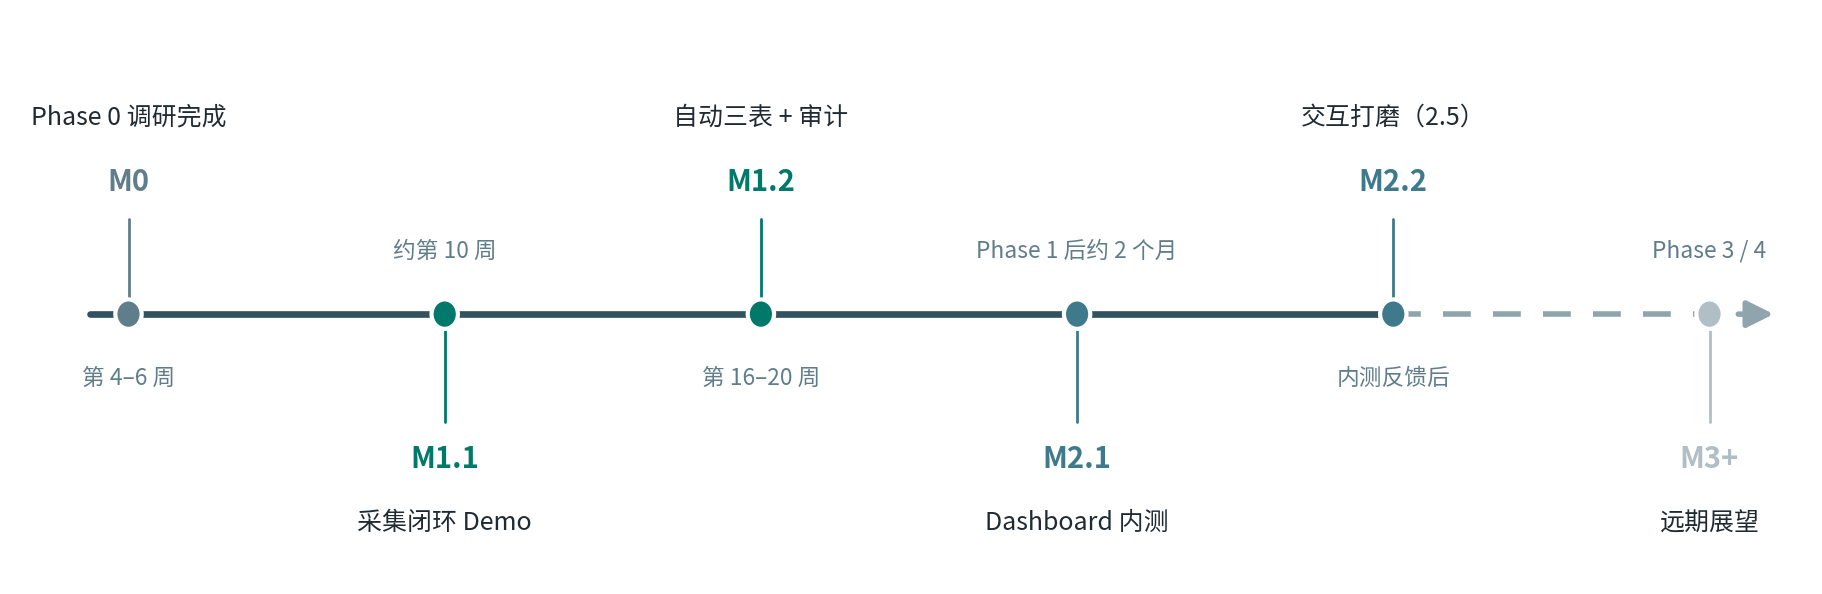 Phase 0 调研完成
M0
第 4–6 周
约第 10 周
M1.1
采集闭环 Demo
自动三表 + 审计
M1.2
第 16–20 周
Phase 1 后约 2 个月
M2.1
Dashboard 内测
交互打磨（2.5）
M2.2
内测反馈后
Phase 3 / 4
M3+
远期展望